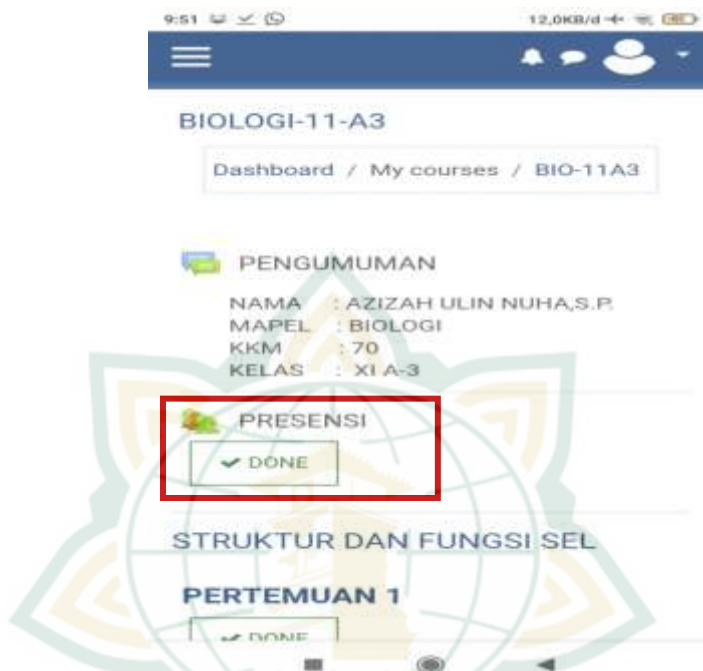 9:51
12,0KB/d
BIOLOGI-11-A3
Dashboard / My courses / BIO-11A3
PENGUMUMAN
NAMA : AZIZAH ULIN NUHA,S.P.
MAPEL : BIOLOGI
KKM : 70
KELAS : XI A-3
PRESENSI
✔ DONE
STRUKTUR DAN FUNGSI SEL
PERTEMUAN 1
✔ DONE